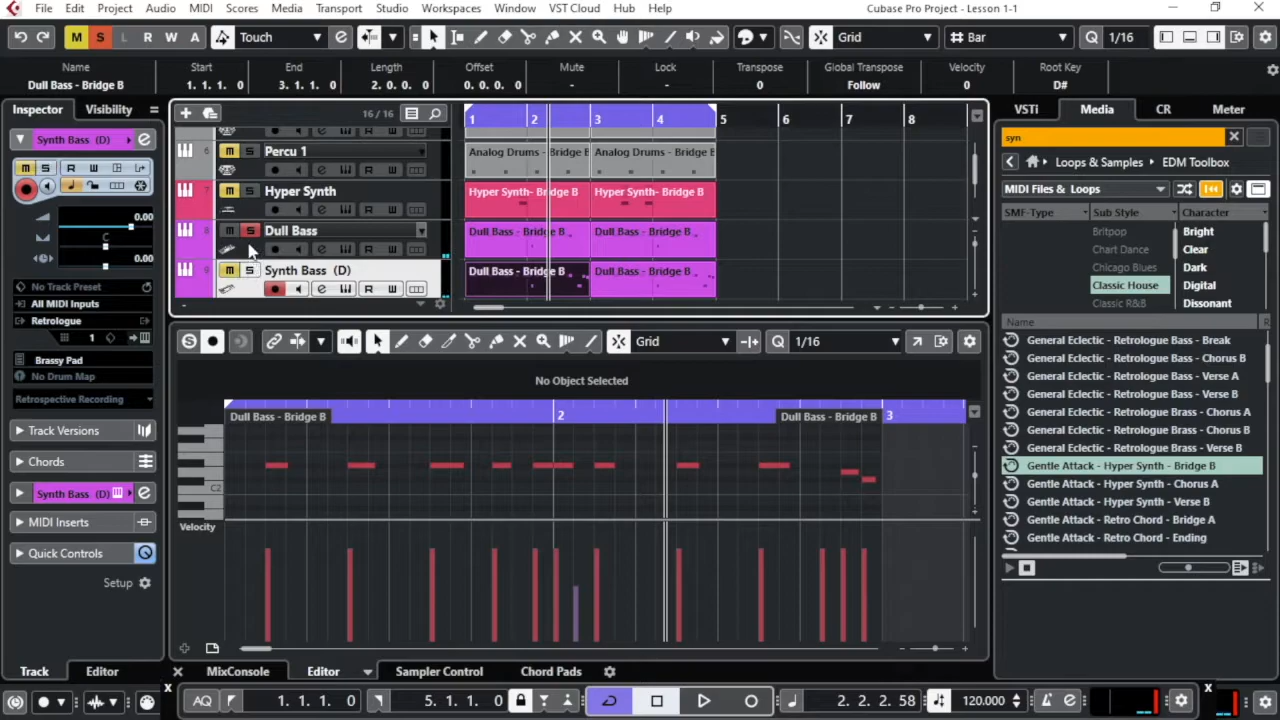 File Edit Project Audio MIDI Scores Media Transport Studio Workspaces Window VST Cloud Hub Help Cubase Pro Project - Lesson 1-1
M S L R W A Touch Grid Bar Q 1/16
Name Start End Length Offset Mute Lock Transpose Global Transpose Velocity Root Key
Dull Bass - Bridge B 1. 1. 1. 0 3. 1. 1. 0 2. 0. 0. 0 0. 0. 0. 0 - - 0 Follow 0 D#
Inspector Visibility
16 / 16
1 2 3 4 5 6 7 8
VSTi Media CR Meter
Synth Bass (D)
syn
M S R W
Percu 1
Analog Drums - Bridge B Analog Drums - Bridge B
Loops & Samples EDM Toolbox
Hyper Synth
Hyper Synth- Bridge B Hyper Synth- Bridge B
MIDI Files & Loops
0.00
SMF-Type Sub Style Character
C
Dull Bass
Dull Bass - Bridge B Dull Bass - Bridge B
Britpop Bright
0.00
Chart Dance Clear
Synth Bass (D)
Dull Bass - Bridge B Dull Bass - Bridge B
Chicago Blues Dark
No Track Preset
Classic House Digital
All MIDI Inputs
Classic R&B Dissonant
Retrologue
Name
1
Grid Q 1/16
General Eclectic - Retrologue Bass - Break
Brassy Pad
General Eclectic - Retrologue Bass - Chorus B
No Drum Map
No Object Selected
General Eclectic - Retrologue Bass - Verse A
Retrospective Recording
General Eclectic - Retrologue Bass - Verse B
Dull Bass - Bridge B 2 Dull Bass - Bridge B 3
General Eclectic - Retrologue Brass - Chorus A
Track Versions
General Eclectic - Retrologue Brass - Chorus B
General Eclectic - Retrologue Brass - Verse B
Chords
Gentle Attack - Hyper Synth - Bridge B
C2
Gentle Attack - Hyper Synth - Chorus A
Synth Bass (D)
Gentle Attack - Hyper Synth - Verse B
MIDI Inserts
Velocity
Gentle Attack - Retro Chord - Bridge A
Gentle Attack - Retro Chord - Ending
Quick Controls
Setup
Track Editor MixConsole Editor Sampler Control Chord Pads
AQ 1. 1. 1. 0 5. 1. 1. 0 2. 2. 2. 58 120.000